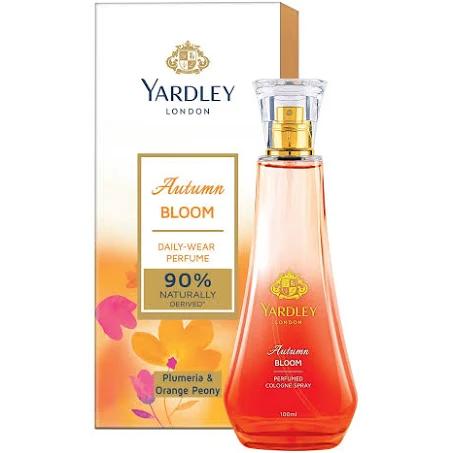 YARDLEY
LONDON
Autumn
BLOOM
DAILY-WEAR
PERFUME
90%
NATURALLY
DERIVED*
Plumeria &
Orange Peony
YARDLEY
LONDON
Autumn
BLOOM
PERFUMED
COLOGNE SPRAY
100ml